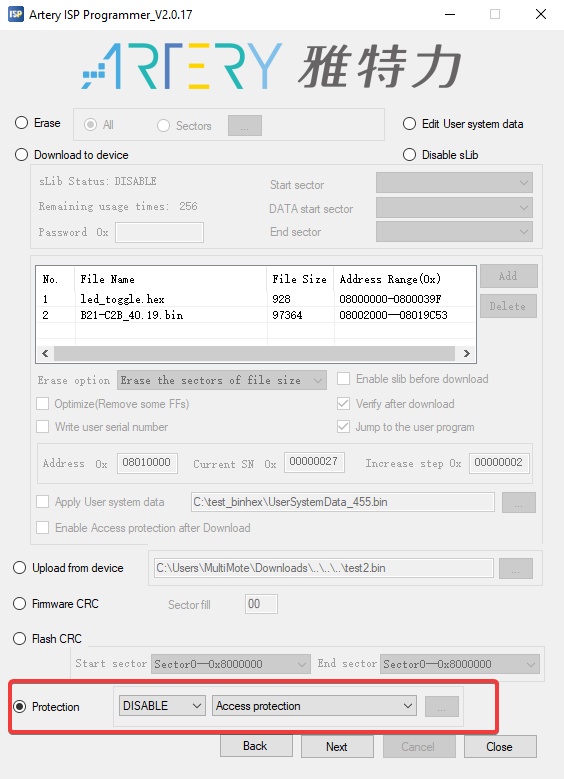 ISP Artery ISP Programmer_V2.0.17
ARTERY 雅特力
Erase All Sectors ... Edit User system data
Download to device Disable sLib
sLib Status: DISABLE Start sector
Remaining usage times: 256 DATA start sector
Password 0x End sector
No. File Name File Size Address Range(0x) Add
1 led_toggle.hex 928 08000000-0800039F
2 B21-C2B_40.19.bin 97364 08002000--08019C53 Delete
Erase option Erase the sectors of file size Enable slib before download
Optimize(Remove some FFs) Verify after download
Write user serial number Jump to the user program
Address 0x 08010000 Current SN 0x 00000027 Increase step 0x 00000002
Apply User system data C:\test_binhex\UserSystemData_455.bin ...
Enable Access protection after Download
Upload from device C:\Users\MultiMote\Downloads\..\..\..\test2.bin ...
Firmware CRC Sector fill 00
Flash CRC
Start sector Sector0--0x8000000 End sector Sector0--0x8000000
Protection DISABLE Access protection ...
Back Next Cancel Close